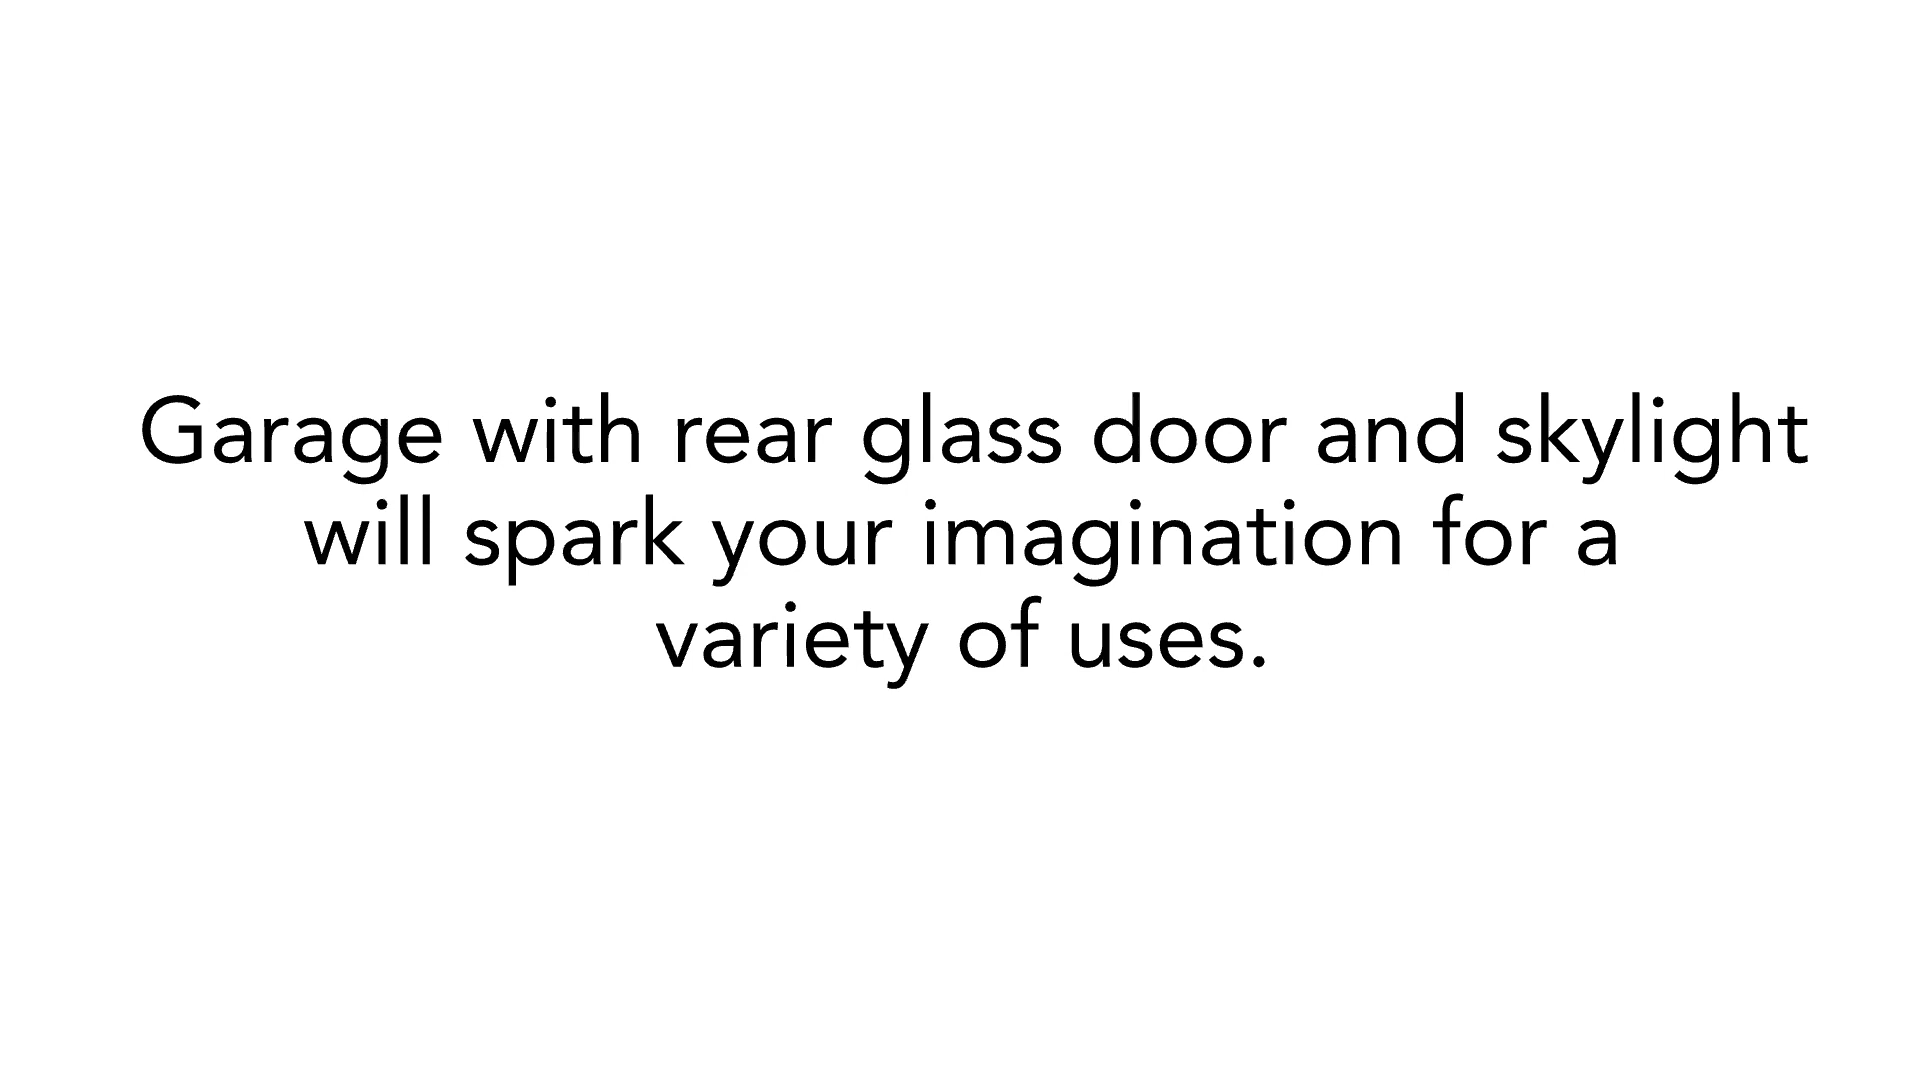 Garage with rear glass door and skylight
will spark your imagination for a
variety of uses.